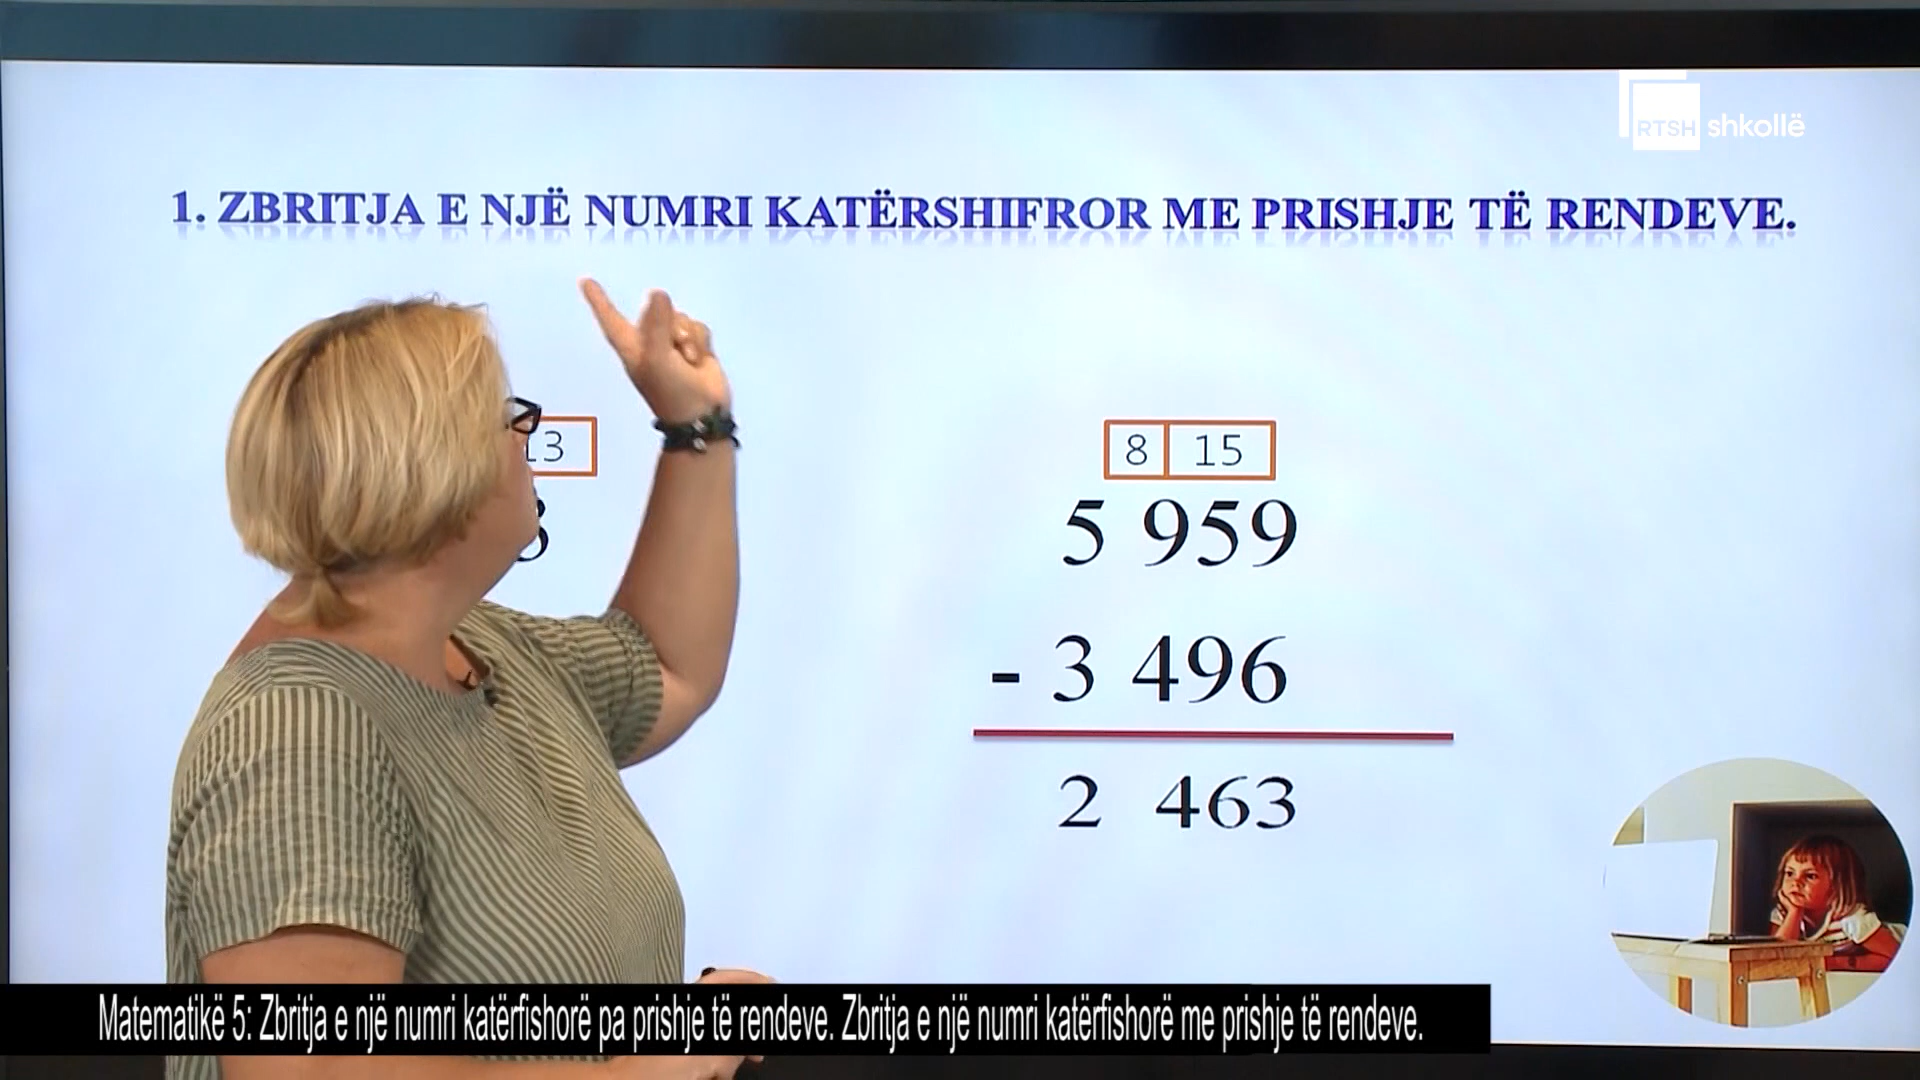 RTSH shkollë
1. ZBRITJA E NJË NUMRI KATËRSHIFROR ME PRISHJE TË RENDEVE.
13
8 15
5 959
- 3 496
2 463
Matematikë 5: Zbritja e një numri katërfishorë pa prishje të rendeve. Zbritja e një numri katërfishorë me prishje të rendeve.